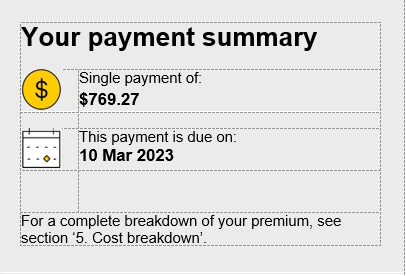 Your payment summary
$
Single payment of:
$769.27
This payment is due on:
10 Mar 2023
For a complete breakdown of your premium, see
section ‘5. Cost breakdown’.